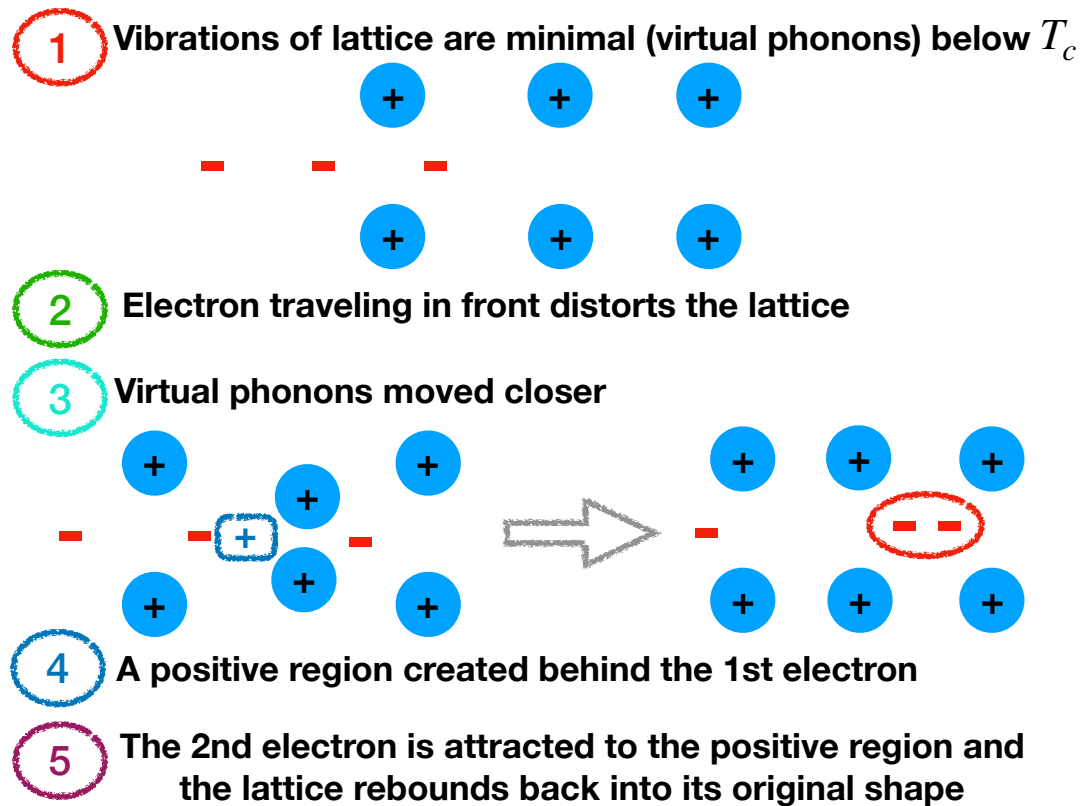 1 Vibrations of lattice are minimal (virtual phonons) below T_c
+ + +
- - -
+ + +
2 Electron traveling in front distorts the lattice
3 Virtual phonons moved closer
+ + + + + +
- - + - - - -
+ + + + + +
4 A positive region created behind the 1st electron
5 The 2nd electron is attracted to the positive region and
the lattice rebounds back into its original shape